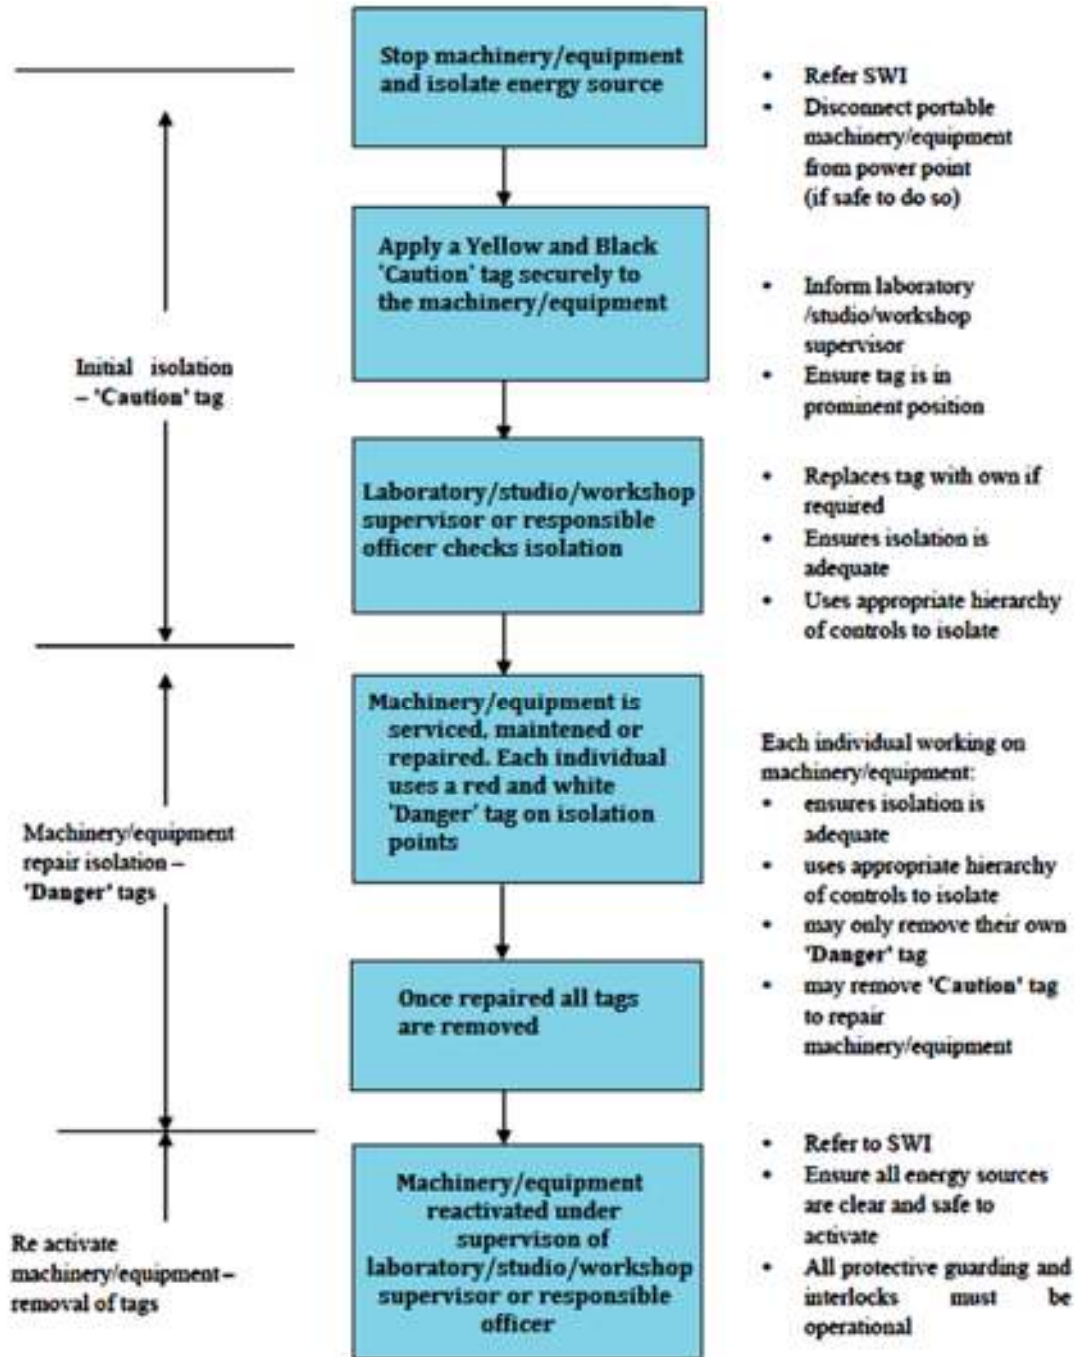 Stop machinery/equipment
and isolate energy source
• Refer SWI
• Disconnect portable
machinery/equipment
from power point
(if safe to do so)
Apply a Yellow and Black
'Caution' tag securely to
the machinery/equipment
• Inform laboratory
/studio/workshop
supervisor
• Ensure tag is in
prominent position
Initial isolation
– 'Caution' tag
Laboratory/studio/workshop
supervisor or responsible
officer checks isolation
• Replaces tag with own if
required
• Ensures isolation is
adequate
• Uses appropriate hierarchy
of controls to isolate
Machinery/equipment is
serviced, maintened or
repaired. Each individual
uses a red and white
'Danger' tag on isolation
points
Each individual working on
machinery/equipment:
• ensures isolation is
adequate
• uses appropriate hierarchy
of controls to isolate
• may only remove their own
'Danger' tag
• may remove 'Caution' tag
to repair
machinery/equipment
Machinery/equipment
repair isolation –
'Danger' tags
Once repaired all tags
are removed
Machinery/equipment
reactivated under
supervison of
laboratory/studio/workshop
supervisor or responsible
officer
• Refer to SWI
• Ensure all energy sources
are clear and safe to
activate
• All protective guarding and
interlocks must be
operational
Re activate
machinery/equipment –
removal of tags